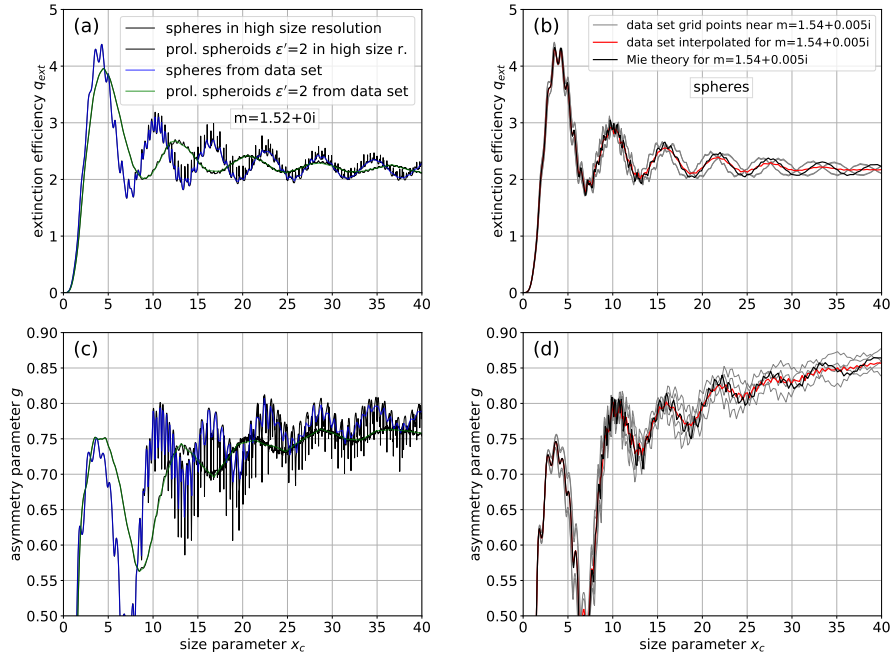 (a)
spheres in high size resolution
prol. spheroids ε′=2 in high size r.
spheres from data set
prol. spheroids ε′=2 from data set
m=1.52+0i
extinction efficiency q_ext
5
4
3
2
1
0
0 5 10 15 20 25 30 35 40
(b)
data set grid points near m=1.54+0.005i
data set interpolated for m=1.54+0.005i
Mie theory for m=1.54+0.005i
spheres
extinction efficiency q_ext
5
4
3
2
1
0
0 5 10 15 20 25 30 35 40
(c)
asymmetry parameter g
0.90
0.85
0.80
0.75
0.70
0.65
0.60
0.55
0.50
0 5 10 15 20 25 30 35 40
size parameter x_c
(d)
asymmetry parameter g
0.90
0.85
0.80
0.75
0.70
0.65
0.60
0.55
0.50
0 5 10 15 20 25 30 35 40
size parameter x_c